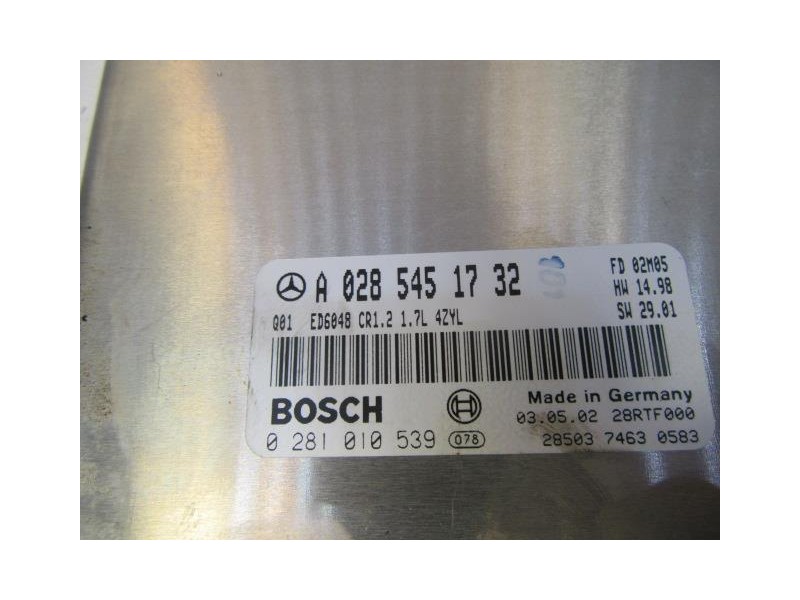 A 028 545 17 32
FD 02M05
HW 14.98
SW 29.01
Q01 ED6048 CR1.2 1.7L 4ZYL
BOSCH
Made in Germany
03.05.02 28RTF000
0 281 010 539 078
28503 7463 0583